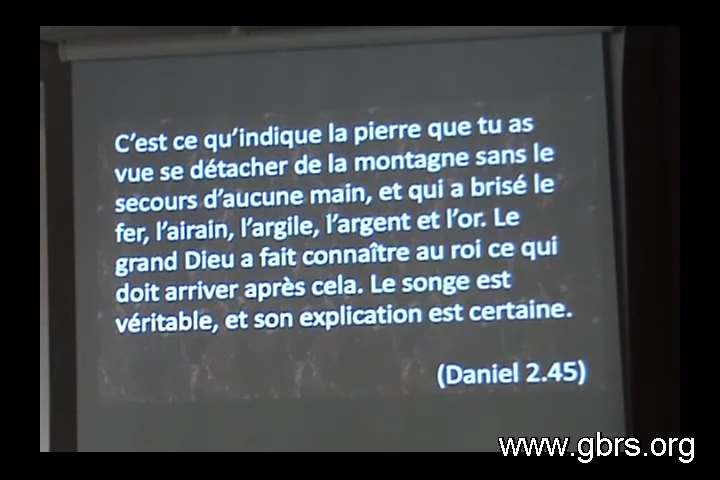 C'est ce qu'indique la pierre que tu as
vue se détacher de la montagne sans le
secours d'aucune main, et qui a brisé le
fer, l'airain, l'argile, l'argent et l'or. Le
grand Dieu a fait connaître au roi ce qui
doit arriver après cela. Le songe est
véritable, et son explication est certaine.
(Daniel 2.45)
www.gbrs.org